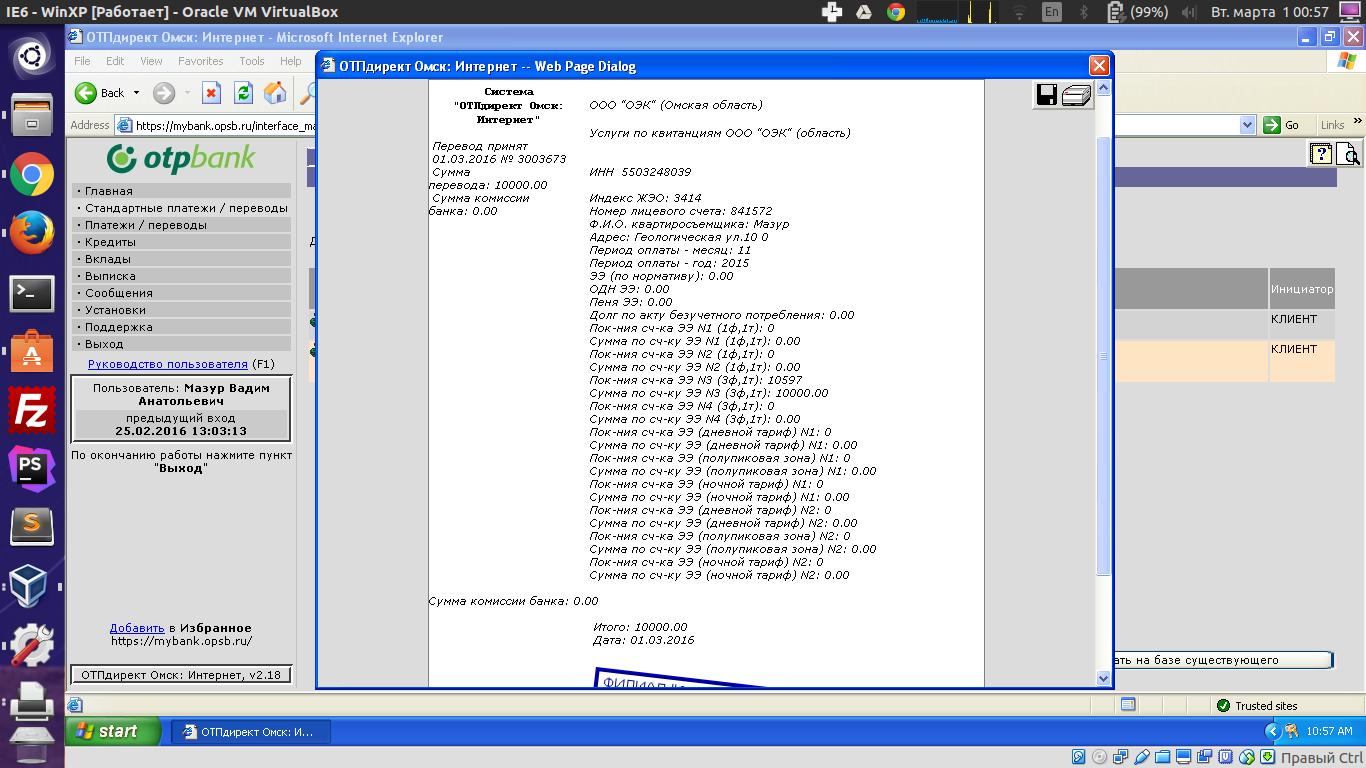 IE6 - WinXP [Работает] - Oracle VM VirtualBox
En
(99%)
Вт. марта 1 00:57
ОТПдирект Омск: Интернет - Microsoft Internet Explorer
File Edit View Favorites Tools Help
Back
Address https://mybank.opsb.ru/interface_ma
Go Links »
otpbank
· Главная
· Стандартные платежи / переводы
· Платежи / переводы
· Кредиты
· Вклады
· Выписка
· Сообщения
· Установки
· Поддержка
· Выход
Руководство пользователя (F1)
Пользователь: Мазур Вадим
Анатольевич
предыдущий вход
25.02.2016 13:03:13
По окончанию работы нажмите пункт
"Выход"
Добавить в Избранное
https://mybank.opsb.ru/
ОТПдирект Омск: Интернет, v2.18
ОТПдирект Омск: Интернет -- Web Page Dialog
Система
"ОТПдирект Омск:
Интернет"
Перевод принят
01.03.2016 № 3003673
Сумма
перевода: 10000.00
Сумма комиссии
банка: 0.00
ООО "ОЭК" (Омская область)
Услуги по квитанциям ООО "ОЭК" (область)
ИНН 5503248039
Индекс ЖЭО: 3414
Номер лицевого счета: 841572
Ф.И.О. квартиросъемщика: Мазур
Адрес: Геологическая ул.10 0
Период оплаты - месяц: 11
Период оплаты - год: 2015
ЭЭ (по нормативу): 0.00
ОДН ЭЭ: 0.00
Пеня ЭЭ: 0.00
Долг по акту безучетного потребления: 0.00
Пок-ния сч-ка ЭЭ N1 (1ф,1т): 0
Сумма по сч-ку ЭЭ N1 (1ф,1т): 0.00
Пок-ния сч-ка ЭЭ N2 (1ф,1т): 0
Сумма по сч-ку ЭЭ N2 (1ф,1т): 0.00
Пок-ния сч-ка ЭЭ N3 (3ф,1т): 10597
Сумма по сч-ку ЭЭ N3 (3ф,1т): 10000.00
Пок-ния сч-ка ЭЭ N4 (3ф,1т): 0
Сумма по сч-ку ЭЭ N4 (3ф,1т): 0.00
Пок-ния сч-ка ЭЭ (дневной тариф) N1: 0
Сумма по сч-ку ЭЭ (дневной тариф) N1: 0.00
Пок-ния сч-ка ЭЭ (полупиковая зона) N1: 0
Сумма по сч-ку ЭЭ (полупиковая зона) N1: 0.00
Пок-ния сч-ка ЭЭ (ночной тариф) N1: 0
Сумма по сч-ку ЭЭ (ночной тариф) N1: 0.00
Пок-ния сч-ка ЭЭ (дневной тариф) N2: 0
Сумма по сч-ку ЭЭ (дневной тариф) N2: 0.00
Пок-ния сч-ка ЭЭ (полупиковая зона) N2: 0
Сумма по сч-ку ЭЭ (полупиковая зона) N2: 0.00
Пок-ния сч-ка ЭЭ (ночной тариф) N2: 0
Сумма по сч-ку ЭЭ (ночной тариф) N2: 0.00
Сумма комиссии банка: 0.00
Итого: 10000.00
Дата: 01.03.2016
Инициатор
КЛИЕНТ
КЛИЕНТ
ать на базе существующего
Trusted sites
start
ОТПдирект Омск: И...
10:57 AM
Правый Ctrl